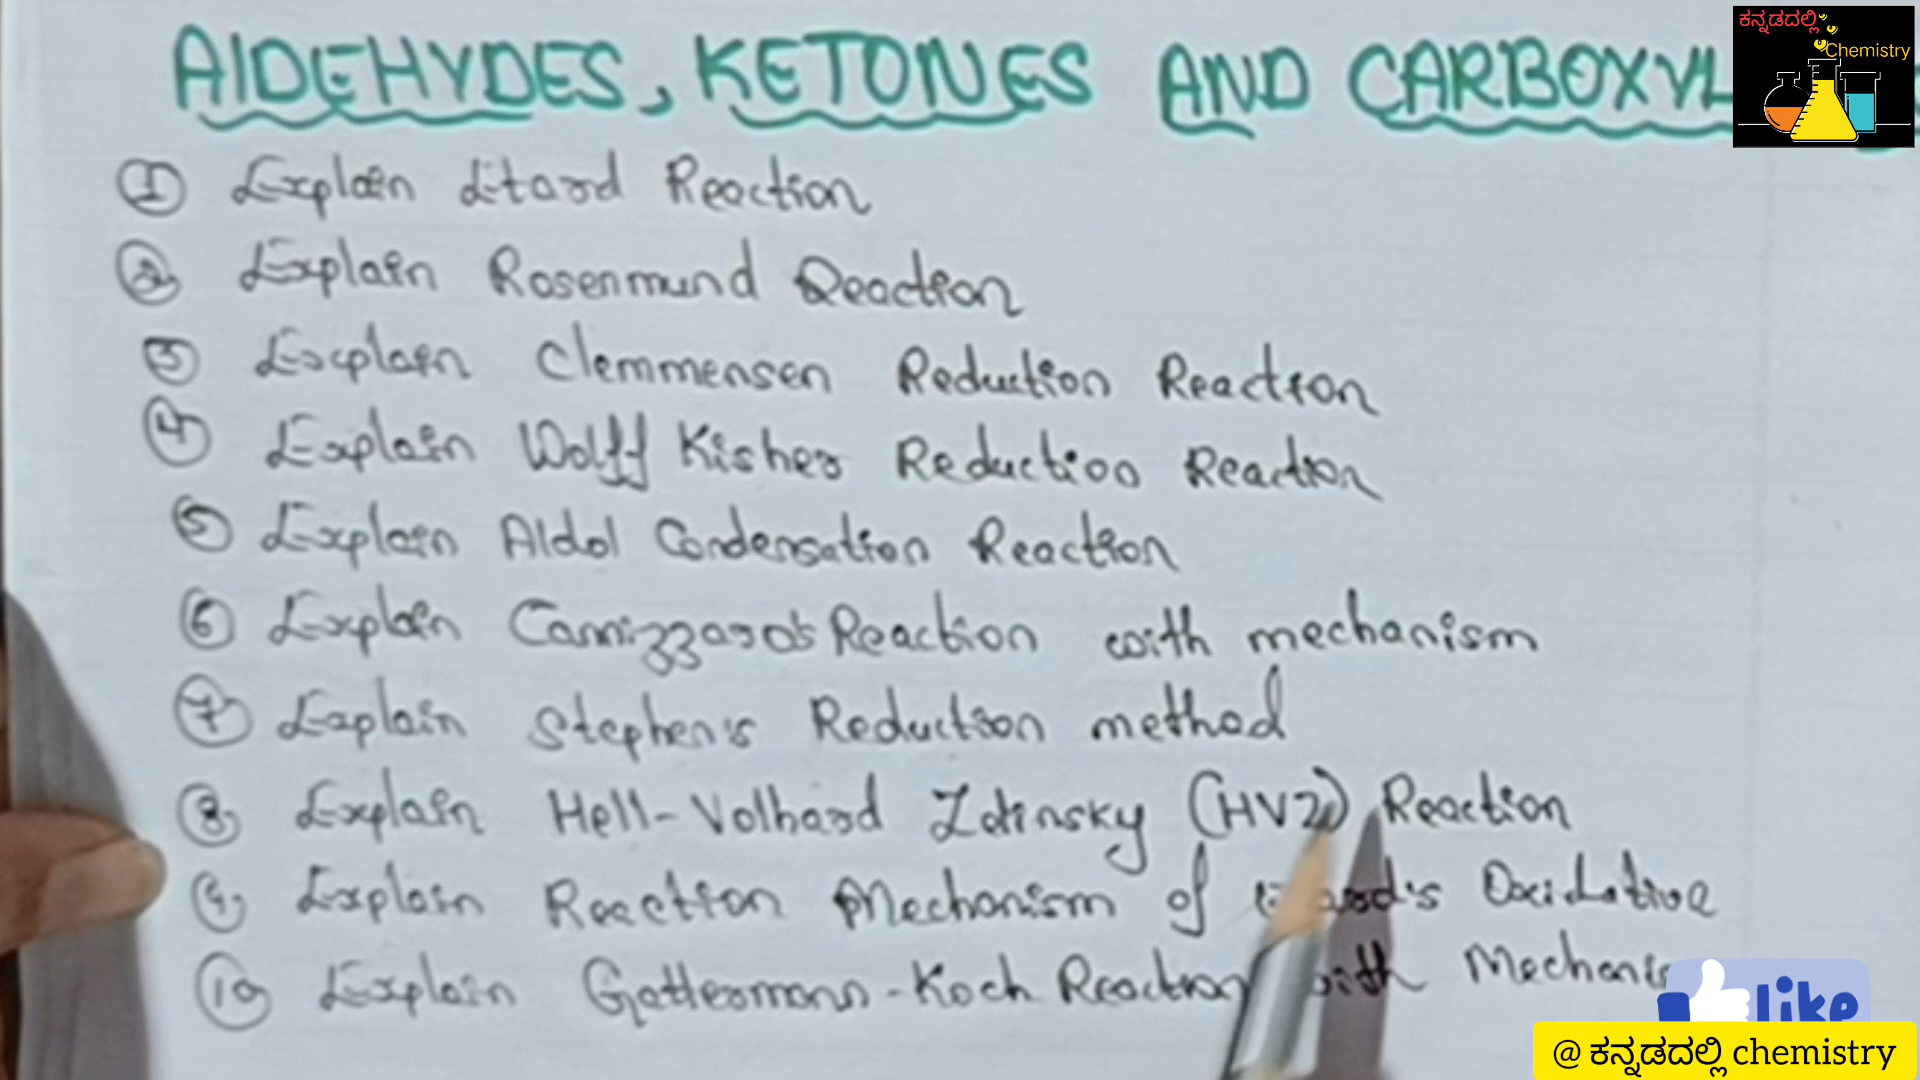 AIDEHYDES, KETONES AND CARBOXYL
ಕನ್ನಡದಲ್ಲಿ
Chemistry
① Explain Etard Reaction
② Explain Rosenmund Reaction
③ Explain Clemmensen Reduction Reaction
④ Explain Wolff Kisher Reduction Reaction
⑤ Explain Aldol Condensation Reaction
⑥ Explain Cannizzaro's Reaction with mechanism
⑦ Explain Stephen's Reduction method
⑧ Explain Hell-Volhard Zelinsky (HVZ) Reaction
⑨ Explain Reaction Mechanism of Oxidative
⑩ Explain Gattermann-Koch Reaction with Mechanis
like
@ ಕನ್ನಡದಲ್ಲಿ chemistry